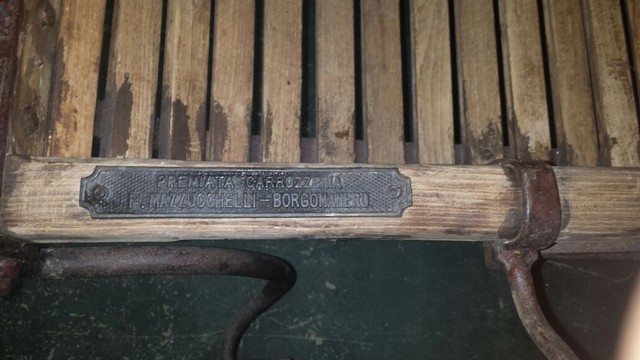 PREMIATA CARROZZERIA
F. MAZZUCCHELLI-BORGOMANERO